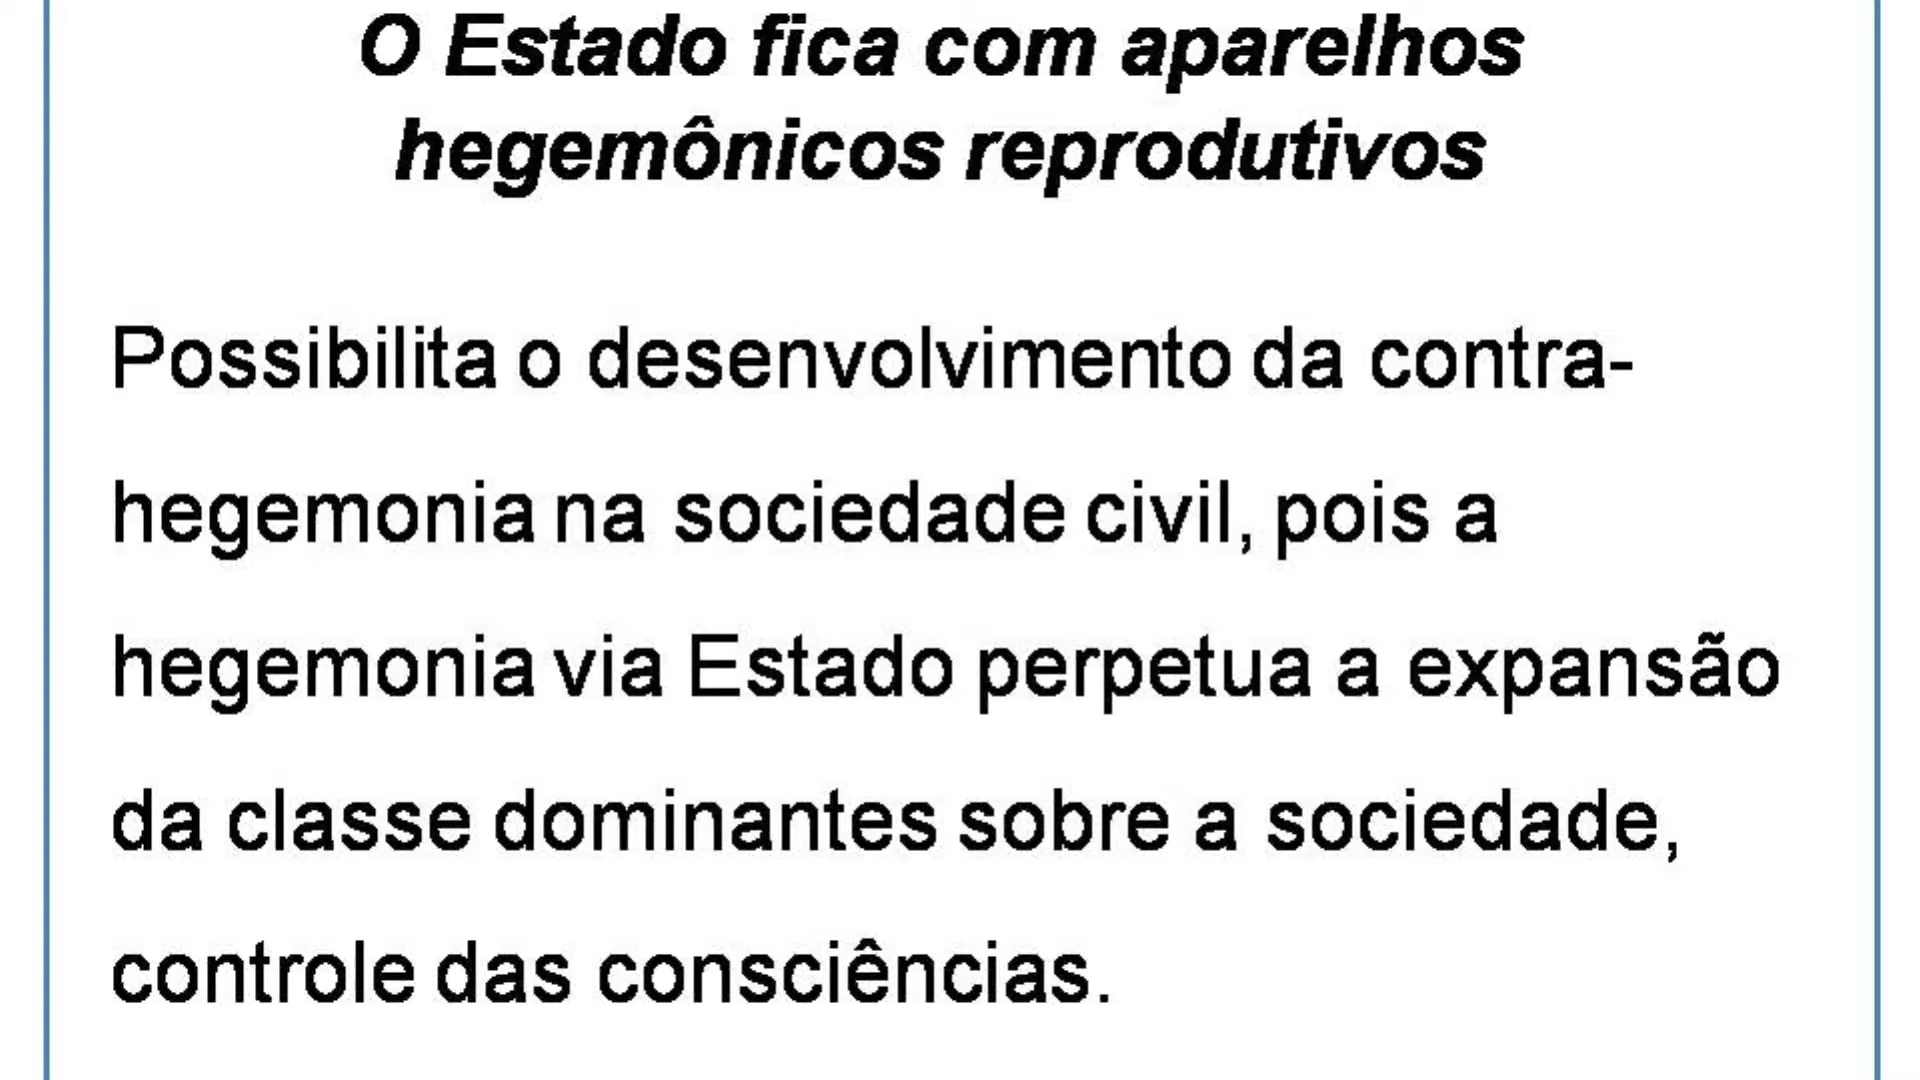 O Estado fica com aparelhos
hegemônicos reprodutivos
Possibilita o desenvolvimento da contra-
hegemonia na sociedade civil, pois a
hegemonia via Estado perpetua a expansão
da classe dominantes sobre a sociedade,
controle das consciências.